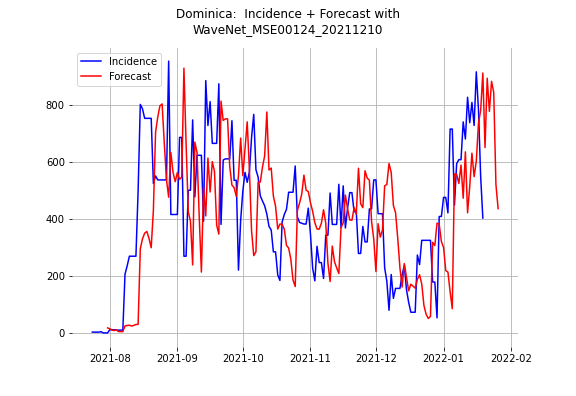 Dominica:  Incidence + Forecast with
WaveNet_MSE00124_20211210
Incidence
Forecast
800
600
400
200
0
2021-08 2021-09 2021-10 2021-11 2021-12 2022-01 2022-02